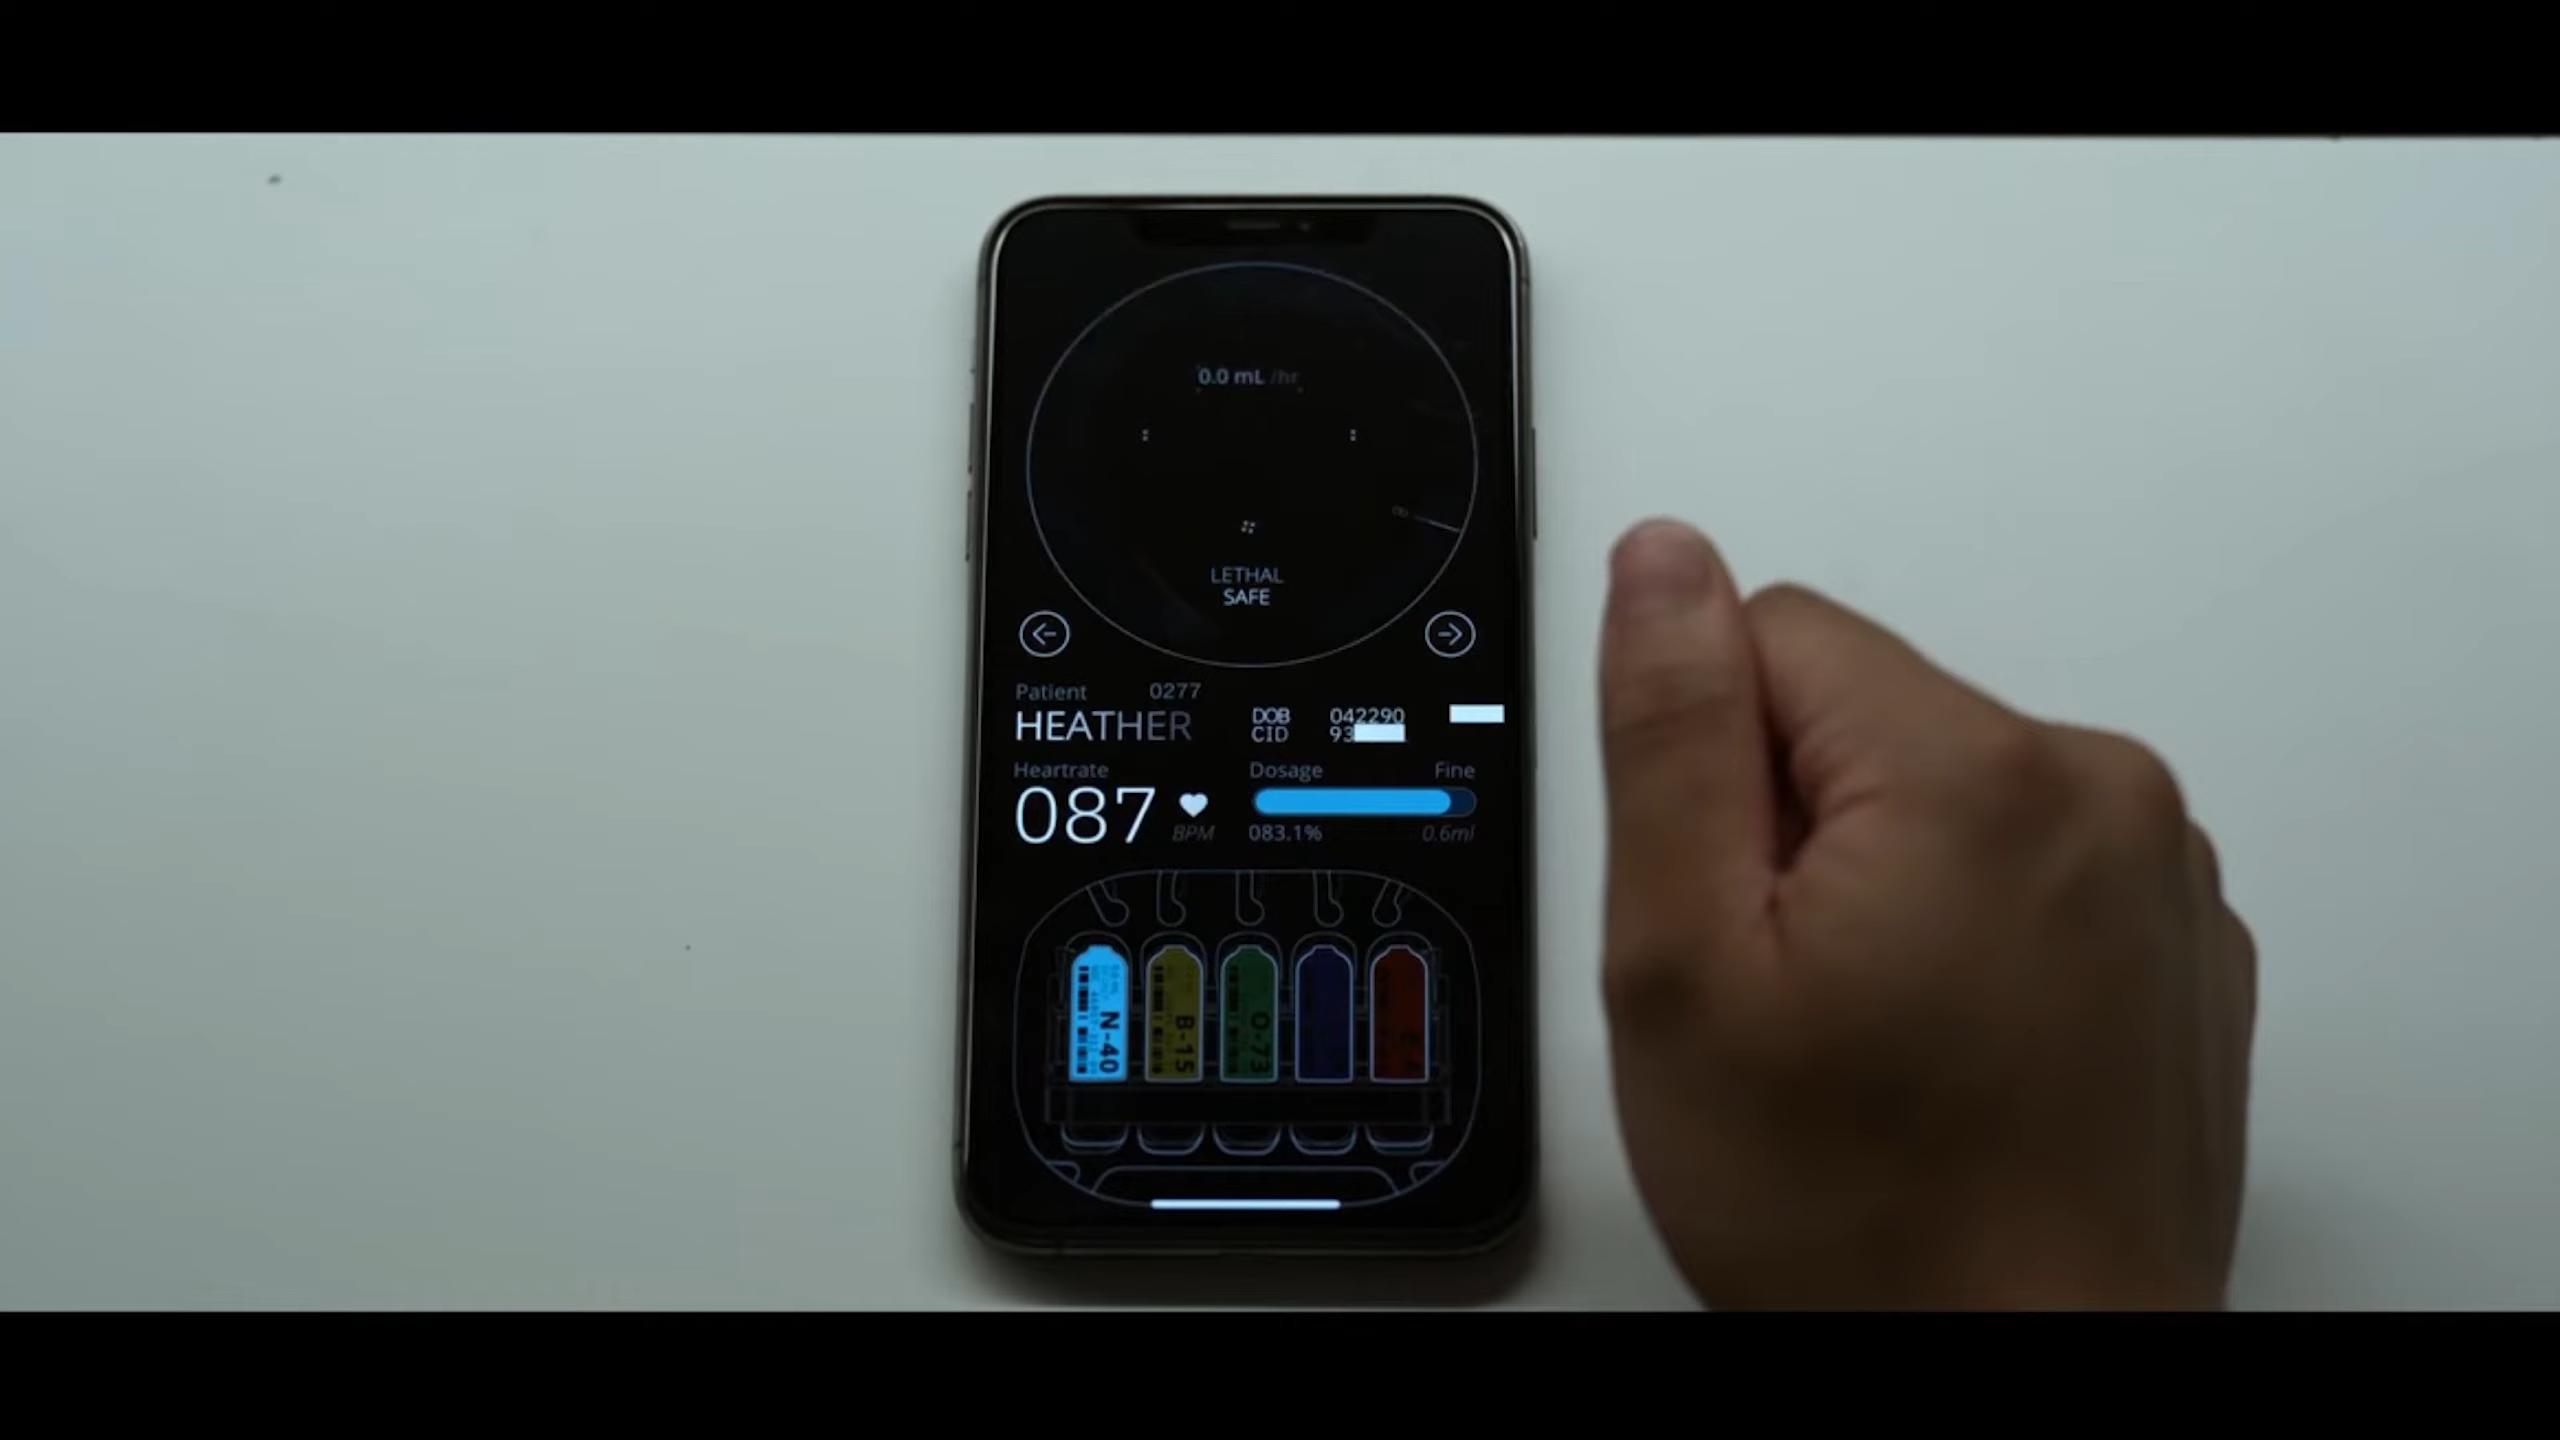 0.0 mL /hr
LETHAL
SAFE
Patient 0277
HEATHER
DOB 042290
CID 93
Heartrate
087
BPM
Dosage Fine
083.1% 0.6ml
N-40
B-15
O-73